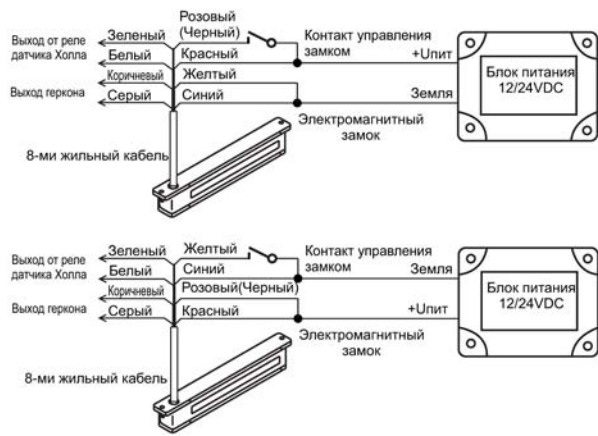 Зеленый
Розовый
(Черный)
Контакт управления
замком
Выход от реле
датчика Холла
Белый
Красный
+Uпит
Коричневый
Желтый
Блок питания
12/24VDC
Выход геркона
Серый
Синий
Земля
Электромагнитный
замок
8-ми жильный кабель
Зеленый
Желтый
Контакт управления
замком
Выход от реле
датчика Холла
Белый
Синий
Земля
Коричневый
Розовый(Черный)
Блок питания
12/24VDC
Выход геркона
Серый
Красный
+Uпит
Электромагнитный
замок
8-ми жильный кабель